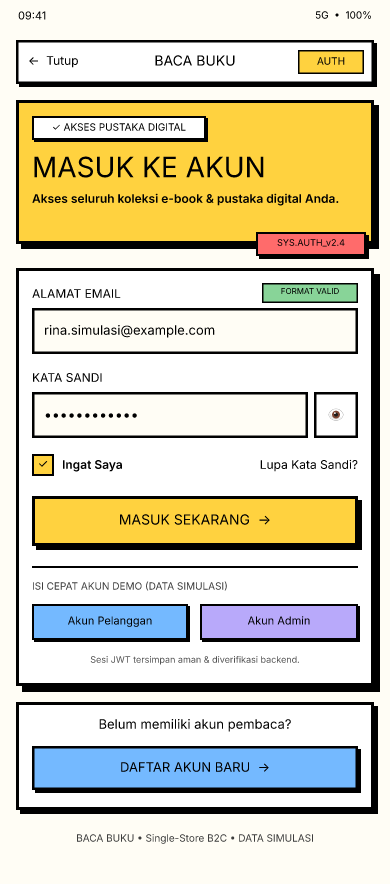 09:41
5G • 100%
← Tutup
BACA BUKU
AUTH
✓ AKSES PUSTAKA DIGITAL
MASUK KE AKUN
Akses seluruh koleksi e-book & pustaka digital Anda.
SYS.AUTH_v2.4
ALAMAT EMAIL
FORMAT VALID
rina.simulasi@example.com
KATA SANDI
••••••••••••
✓ Ingat Saya
Lupa Kata Sandi?
MASUK SEKARANG →
ISI CEPAT AKUN DEMO (DATA SIMULASI)
Akun Pelanggan
Akun Admin
Sesi JWT tersimpan aman & diverifikasi backend.
Belum memiliki akun pembaca?
DAFTAR AKUN BARU →
BACA BUKU • Single-Store B2C • DATA SIMULASI